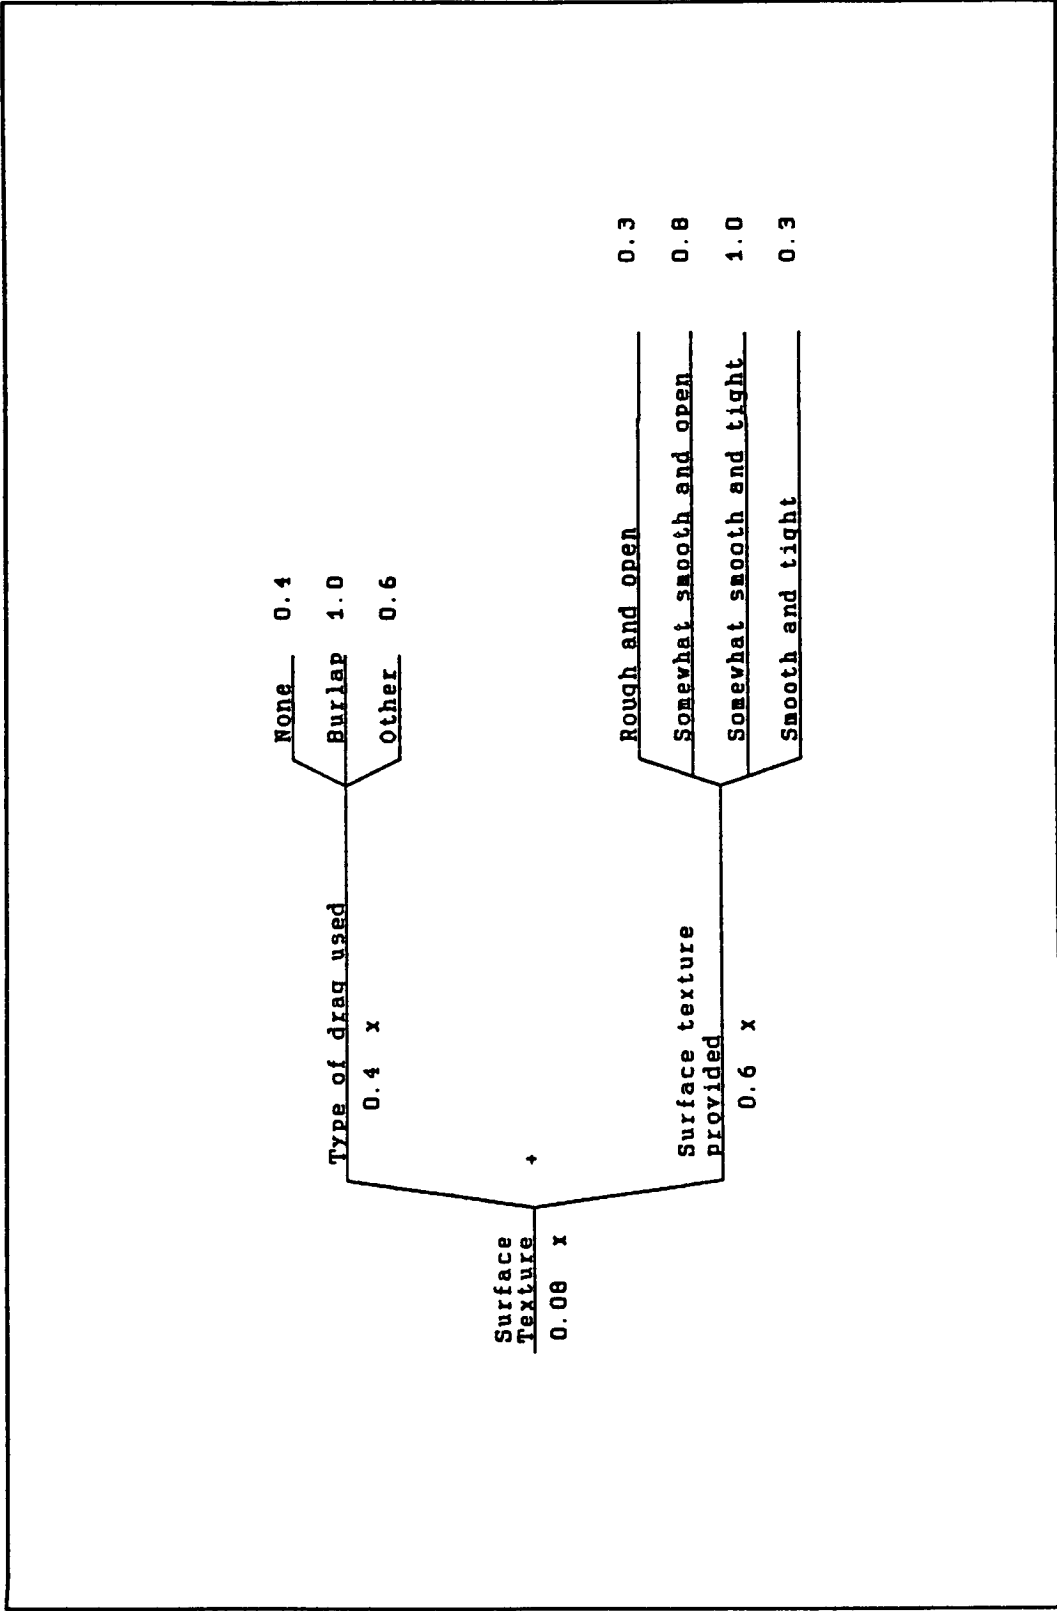 None 0.4
Type of drag used Burlap 1.0
0.4 x Other 0.6
Surface
Texture +
0.08 x
Rough and open 0.3
Surface texture Somewhat smooth and open 0.8
provided
0.6 x Somewhat smooth and tight 1.0
Smooth and tight 0.3